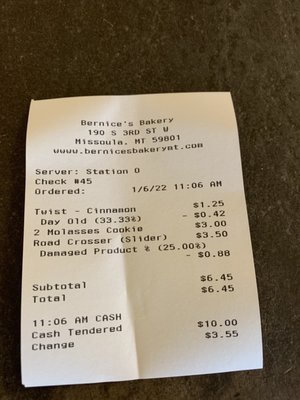 Bernice's Bakery
190 S 3RD ST W
Missoula, MT 59801
www.bernicesbakerymt.com
Server: Station D
Check #45
Ordered: 1/6/22 11:06 AM
Twist - Cinnamon $1.25
Day Old (33.33%) - $0.42
2 Molasses Cookie $3.00
Road Crosser (Slider) $3.50
Damaged Product % (25.00%)
- $0.88
Subtotal $6.45
Total $6.45
11:06 AM CASH
Cash Tendered $10.00
Change $3.55